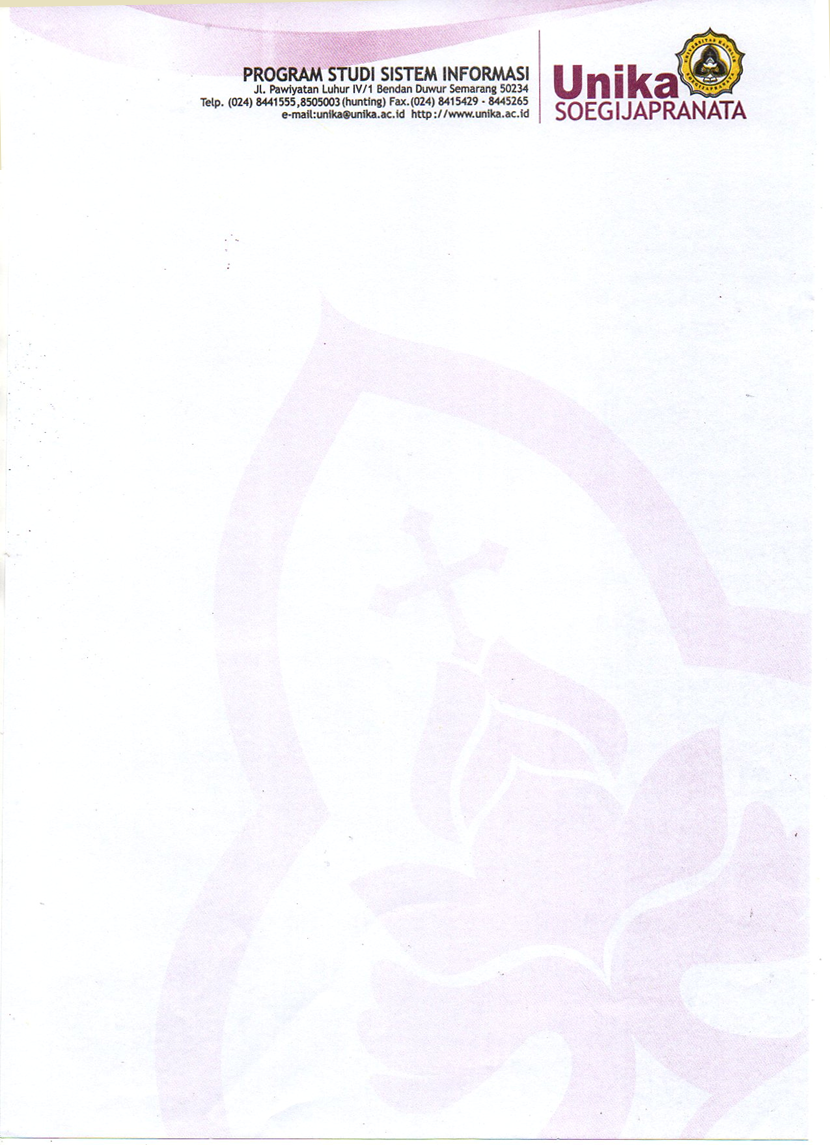 PROGRAM STUDI SISTEM INFORMASI
Jl. Pawiyatan Luhur IV/1 Bendan Duwur Semarang 50234
Telp. (024) 8441555,8505003(hunting) Fax.(024) 8415429 - 8445265
e-mail:unika@unika.ac.id http://www.unika.ac.id
Unika
SOEGIJAPRANATA